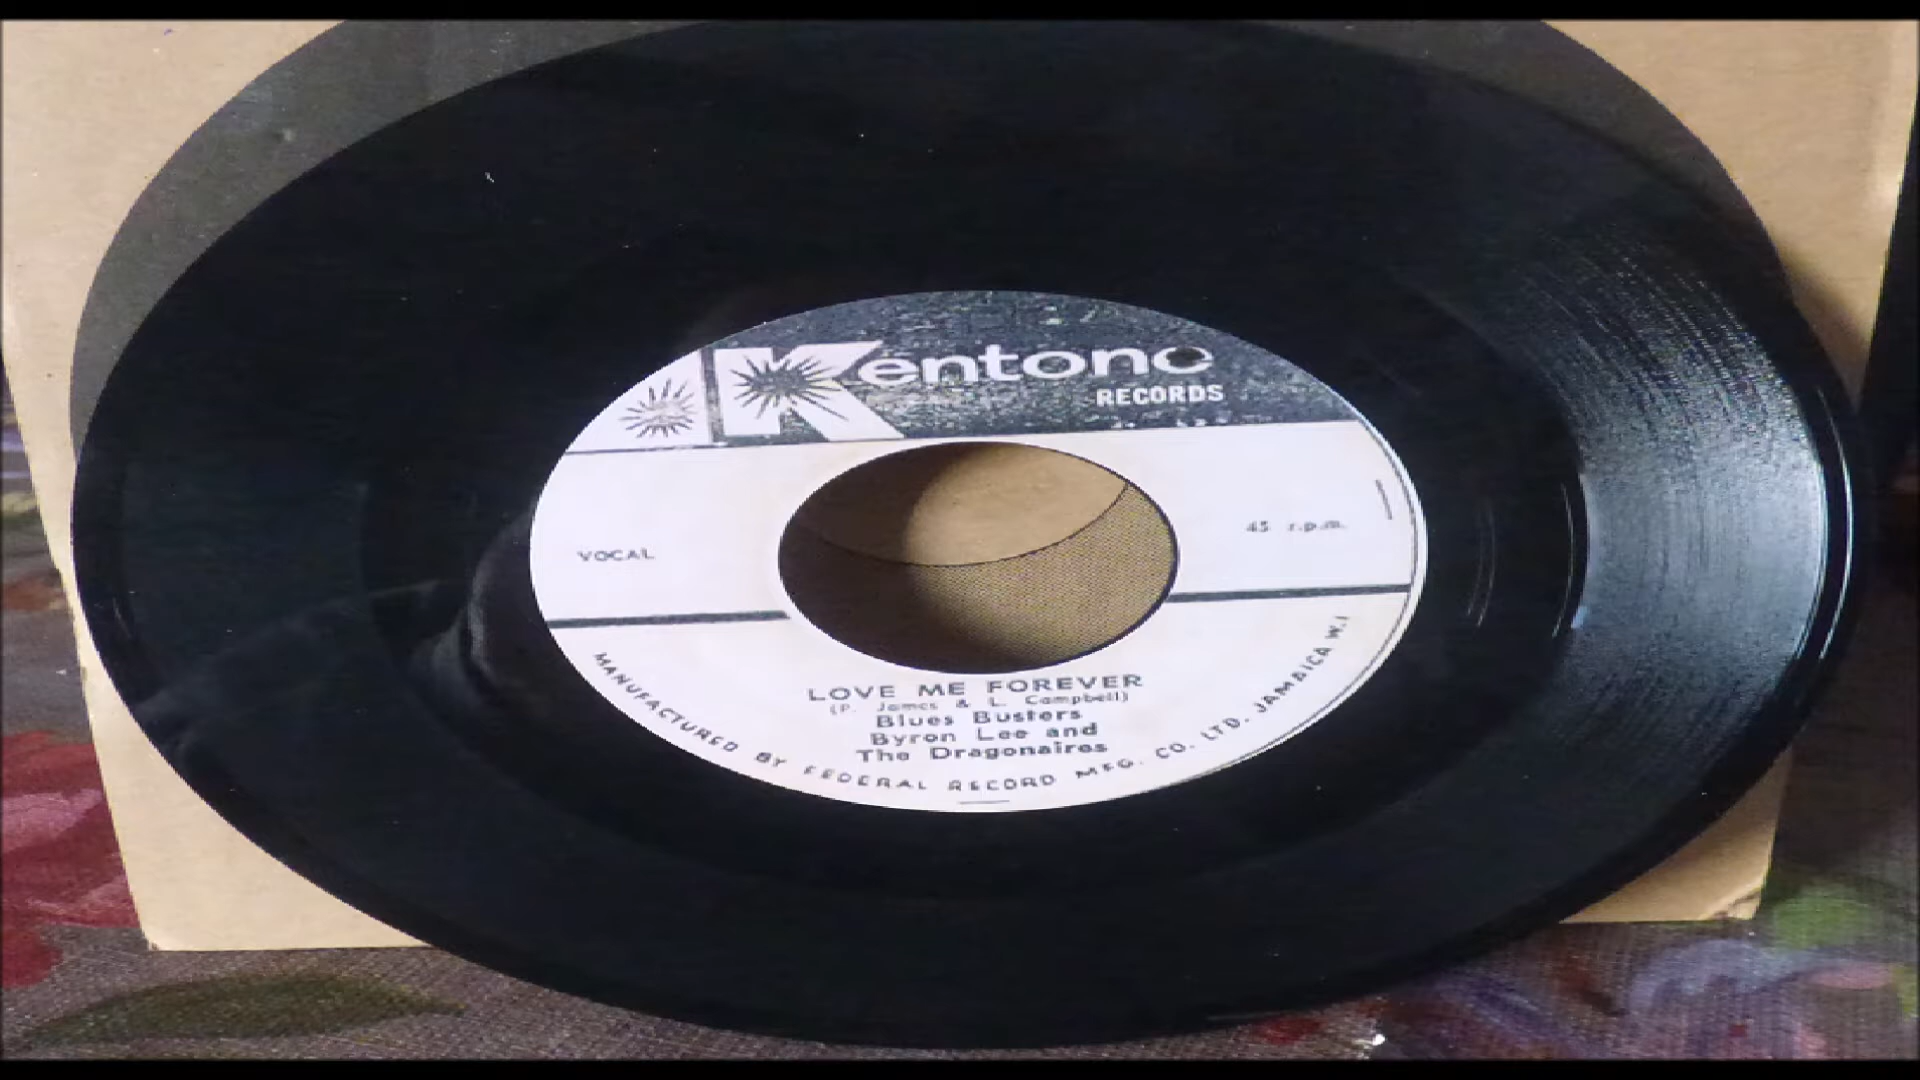 Kentone
RECORDS
VOCAL
45 r.p.m.
LOVE ME FOREVER
(P. James & L. Campbell)
Blues Busters
Byron Lee and
The Dragonaires
MANUFACTURED BY FEDERAL RECORD MFG. CO. LTD. JAMAICA W.I